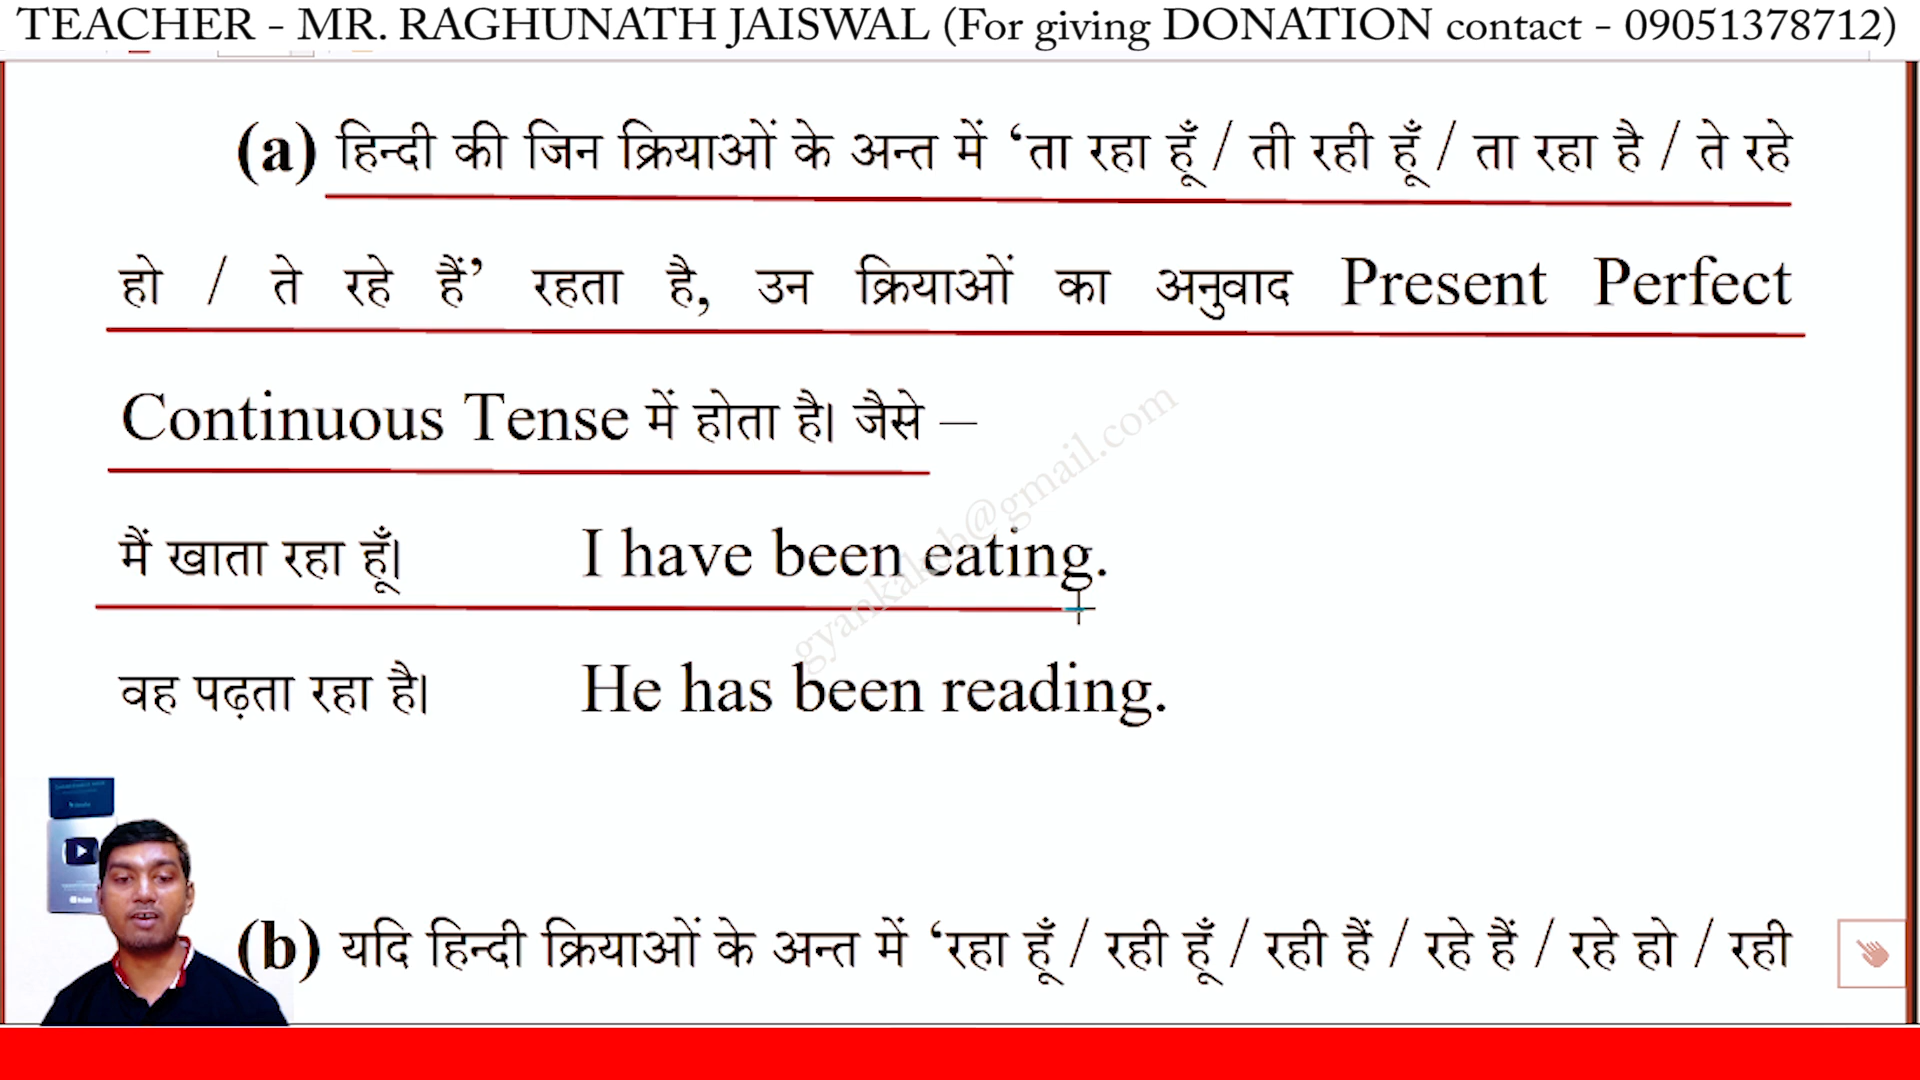 TEACHER - MR. RAGHUNATH JAISWAL (For giving DONATION contact - 09051378712)
(a) हिन्दी की जिन क्रियाओं के अन्त में ‘ता रहा हूँ / ती रही हूँ / ता रहा है / ते रहे
हो / ते रहे हैं’ रहता है, उन क्रियाओं का अनुवाद Present Perfect
Continuous Tense में होता है। जैसे –
मैं खाता रहा हूँ। I have been eating.
वह पढ़ता रहा है। He has been reading.
(b) यदि हिन्दी क्रियाओं के अन्त में ‘रहा हूँ / रही हूँ / रही हैं / रहे हैं / रहे हो / रही